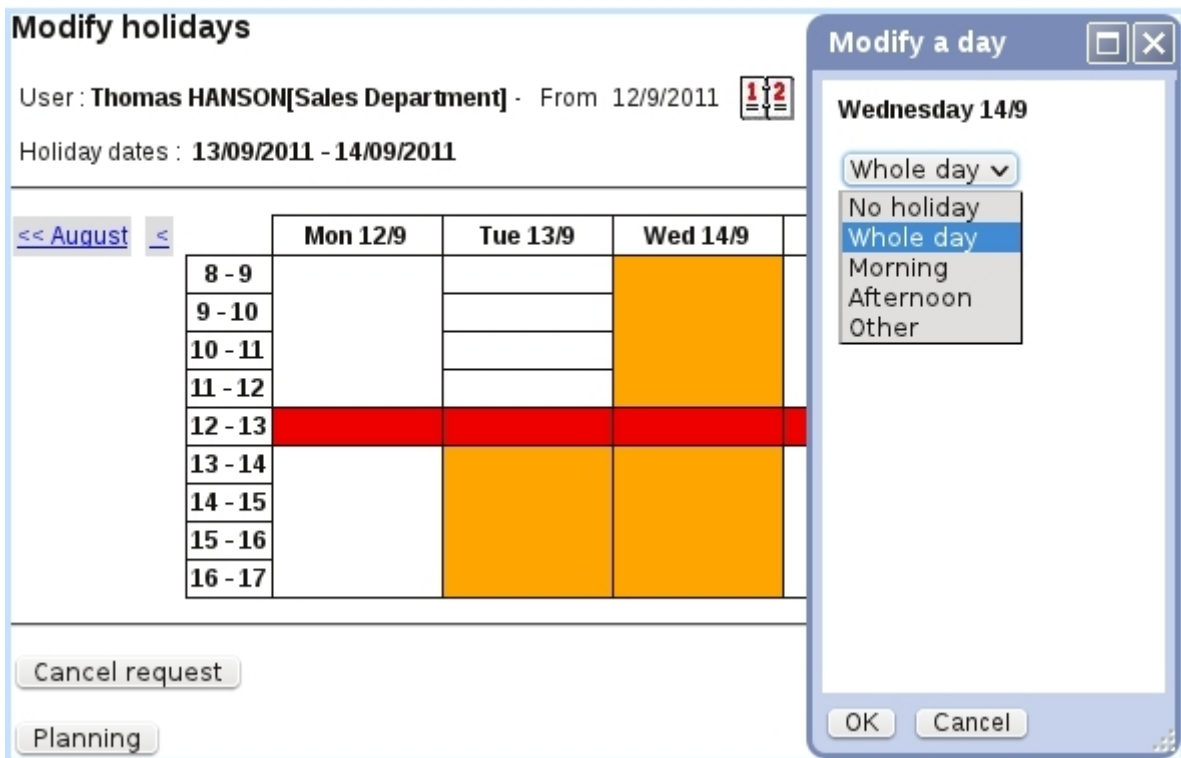 Modify holidays
User : Thomas HANSON[Sales Department] - From 12/9/2011 1 2
Holiday dates : 13/09/2011 - 14/09/2011
<< August < Mon 12/9 Tue 13/9 Wed 14/9
8 - 9
9 - 10
10 - 11
11 - 12
12 - 13
13 - 14
14 - 15
15 - 16
16 - 17
Cancel request
Planning
Modify a day
Wednesday 14/9
Whole day
No holiday
Whole day
Morning
Afternoon
Other
OK Cancel